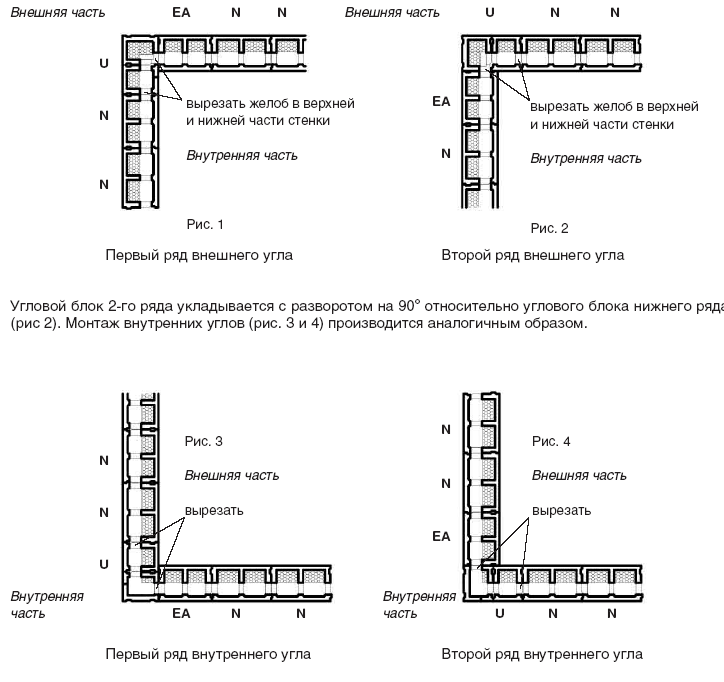 Внешняя часть EA N N
U
N
N
вырезать желоб в верхней
и нижней части стенки
Внутренняя часть
Рис. 1
Первый ряд внешнего угла
Внешняя часть U N N
EA
N
вырезать желоб в верхней
и нижней части стенки
Внутренняя часть
Рис. 2
Второй ряд внешнего угла
Угловой блок 2-го ряда укладывается с разворотом на 90° относительно углового блока нижнего ряда
(рис 2). Монтаж внутренних углов (рис. 3 и 4) производится аналогичным образом.
Рис. 3
N
Внешняя часть
N
вырезать
U
Внутренняя
часть
EA N N
Первый ряд внутреннего угла
N
Рис. 4
Внешняя часть
N
вырезать
EA
Внутренняя
часть
U N N
Второй ряд внутреннего угла